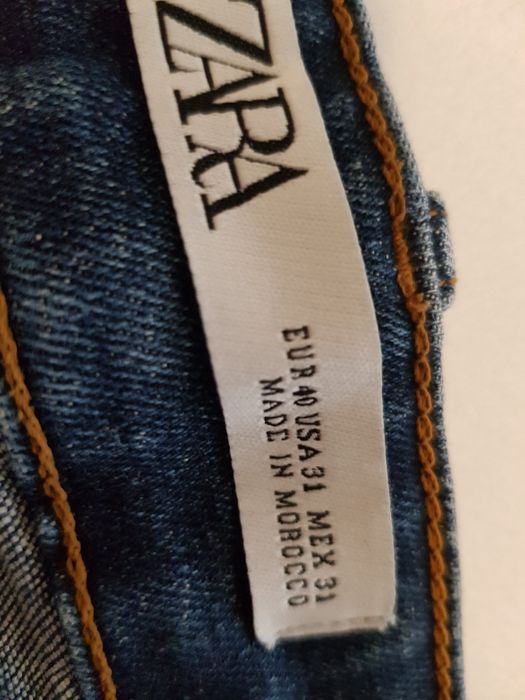 ZARA
EUR 40 USA 31 MEX 31
MADE IN MOROCCO